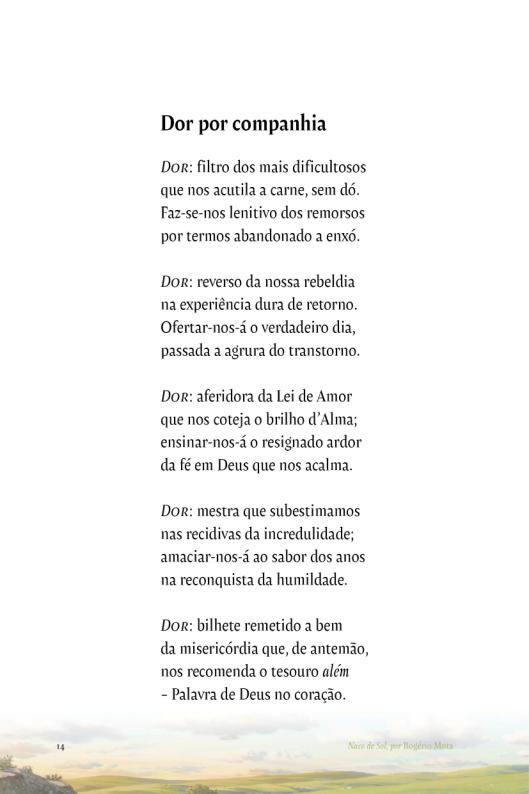 Dor por companhia
Dor: filtro dos mais dificultosos
que nos acutila a carne, sem dó.
Faz-se-nos lenitivo dos remorsos
por termos abandonado a enxó.
Dor: reverso da nossa rebeldia
na experiência dura de retorno.
Ofertar-nos-á o verdadeiro dia,
passada a agrura do transtorno.
Dor: aferidora da Lei de Amor
que nos coteja o brilho d’Alma;
ensinar-nos-á o resignado ardor
da fé em Deus que nos acalma.
Dor: mestra que subestimamos
nas recidivas da incredulidade;
amaciar-nos-á ao sabor dos anos
na reconquista da humildade.
Dor: bilhete remetido a bem
da misericórdia que, de antemão,
nos recomenda o tesouro além
– Palavra de Deus no coração.
14
Naco de Sol, por Rogério Mota